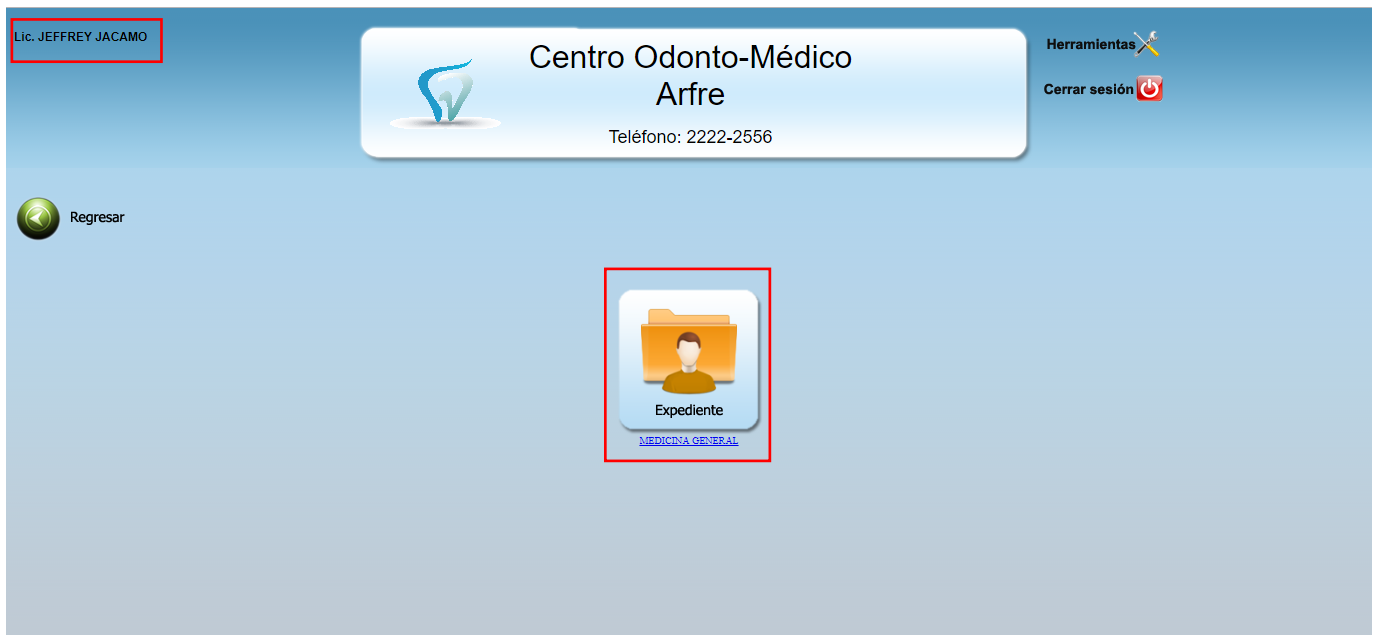 Lic. JEFFREY JACAMO
Centro Odonto-Médico
Arfre
Teléfono: 2222-2556
Herramientas
Cerrar sesión
Regresar
Expediente
MEDICINA GENERAL